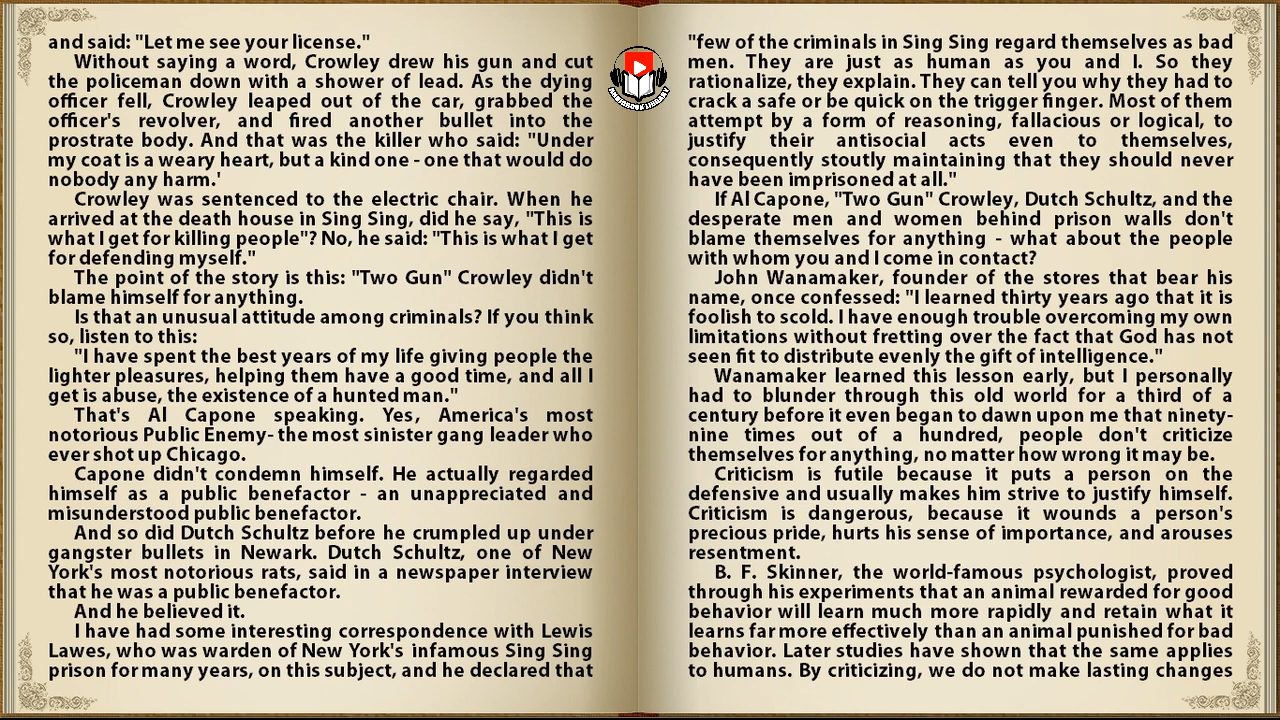 and said: "Let me see your license."
Without saying a word, Crowley drew his gun and cut
the policeman down with a shower of lead. As the dying
officer fell, Crowley leaped out of the car, grabbed the
officer's revolver, and fired another bullet into the
prostrate body. And that was the killer who said: "Under
my coat is a weary heart, but a kind one - one that would do
nobody any harm.'
Crowley was sentenced to the electric chair. When he
arrived at the death house in Sing Sing, did he say, "This is
what I get for killing people"? No, he said: "This is what I get
for defending myself."
The point of the story is this: "Two Gun" Crowley didn't
blame himself for anything.
Is that an unusual attitude among criminals? If you think
so, listen to this:
"I have spent the best years of my life giving people the
lighter pleasures, helping them have a good time, and all I
get is abuse, the existence of a hunted man."
That's Al Capone speaking. Yes, America's most
notorious Public Enemy- the most sinister gang leader who
ever shot up Chicago.
Capone didn't condemn himself. He actually regarded
himself as a public benefactor - an unappreciated and
misunderstood public benefactor.
And so did Dutch Schultz before he crumpled up under
gangster bullets in Newark. Dutch Schultz, one of New
York's most notorious rats, said in a newspaper interview
that he was a public benefactor.
And he believed it.
I have had some interesting correspondence with Lewis
Lawes, who was warden of New York's infamous Sing Sing
prison for many years, on this subject, and he declared that
"few of the criminals in Sing Sing regard themselves as bad
men. They are just as human as you and I. So they
rationalize, they explain. They can tell you why they had to
crack a safe or be quick on the trigger finger. Most of them
attempt by a form of reasoning, fallacious or logical, to
justify their antisocial acts even to themselves,
consequently stoutly maintaining that they should never
have been imprisoned at all."
If Al Capone, "Two Gun" Crowley, Dutch Schultz, and the
desperate men and women behind prison walls don't
blame themselves for anything - what about the people
with whom you and I come in contact?
John Wanamaker, founder of the stores that bear his
name, once confessed: "I learned thirty years ago that it is
foolish to scold. I have enough trouble overcoming my own
limitations without fretting over the fact that God has not
seen fit to distribute evenly the gift of intelligence."
Wanamaker learned this lesson early, but I personally
had to blunder through this old world for a third of a
century before it even began to dawn upon me that ninety-
nine times out of a hundred, people don't criticize
themselves for anything, no matter how wrong it may be.
Criticism is futile because it puts a person on the
defensive and usually makes him strive to justify himself.
Criticism is dangerous, because it wounds a person's
precious pride, hurts his sense of importance, and arouses
resentment.
B. F. Skinner, the world-famous psychologist, proved
through his experiments that an animal rewarded for good
behavior will learn much more rapidly and retain what it
learns far more effectively than an animal punished for bad
behavior. Later studies have shown that the same applies
to humans. By criticizing, we do not make lasting changes